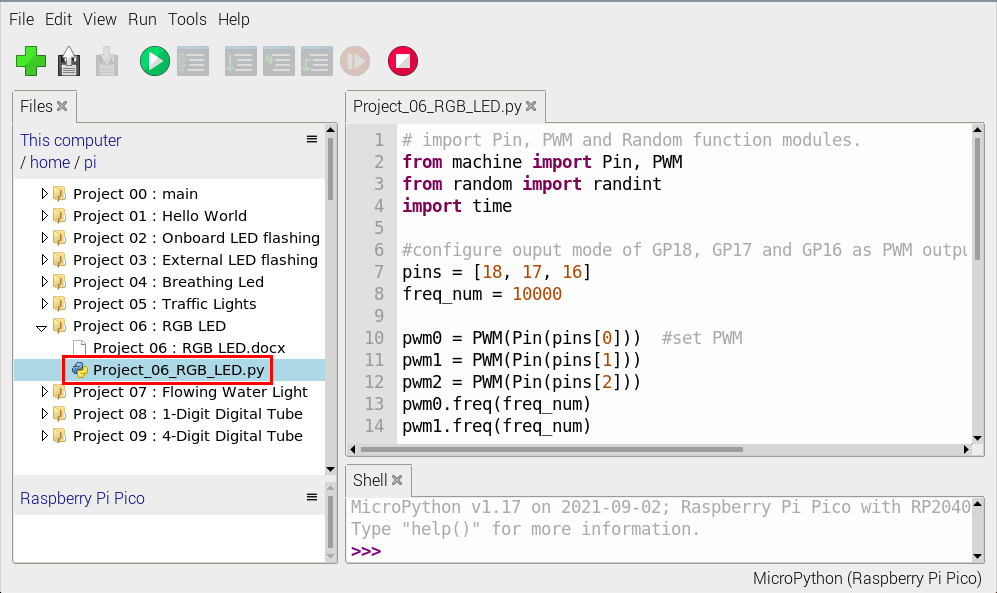 File Edit View Run Tools Help
Files
This computer
/ home / pi
Project 00 : main
Project 01 : Hello World
Project 02 : Onboard LED flashing
Project 03 : External LED flashing
Project 04 : Breathing Led
Project 05 : Traffic Lights
Project 06 : RGB LED
Project 06 : RGB LED.docx
Project_06_RGB_LED.py
Project 07 : Flowing Water Light
Project 08 : 1-Digit Digital Tube
Project 09 : 4-Digit Digital Tube
Raspberry Pi Pico
Project_06_RGB_LED.py
1 # import Pin, PWM and Random function modules.
2 from machine import Pin, PWM
3 from random import randint
4 import time
5
6 #configure ouput mode of GP18, GP17 and GP16 as PWM outpu
7 pins = [18, 17, 16]
8 freq_num = 10000
9
10 pwm0 = PWM(Pin(pins[0])) #set PWM
11 pwm1 = PWM(Pin(pins[1]))
12 pwm2 = PWM(Pin(pins[2]))
13 pwm0.freq(freq_num)
14 pwm1.freq(freq_num)
Shell
MicroPython v1.17 on 2021-09-02; Raspberry Pi Pico with RP2040
Type "help()" for more information.
>>>
MicroPython (Raspberry Pi Pico)